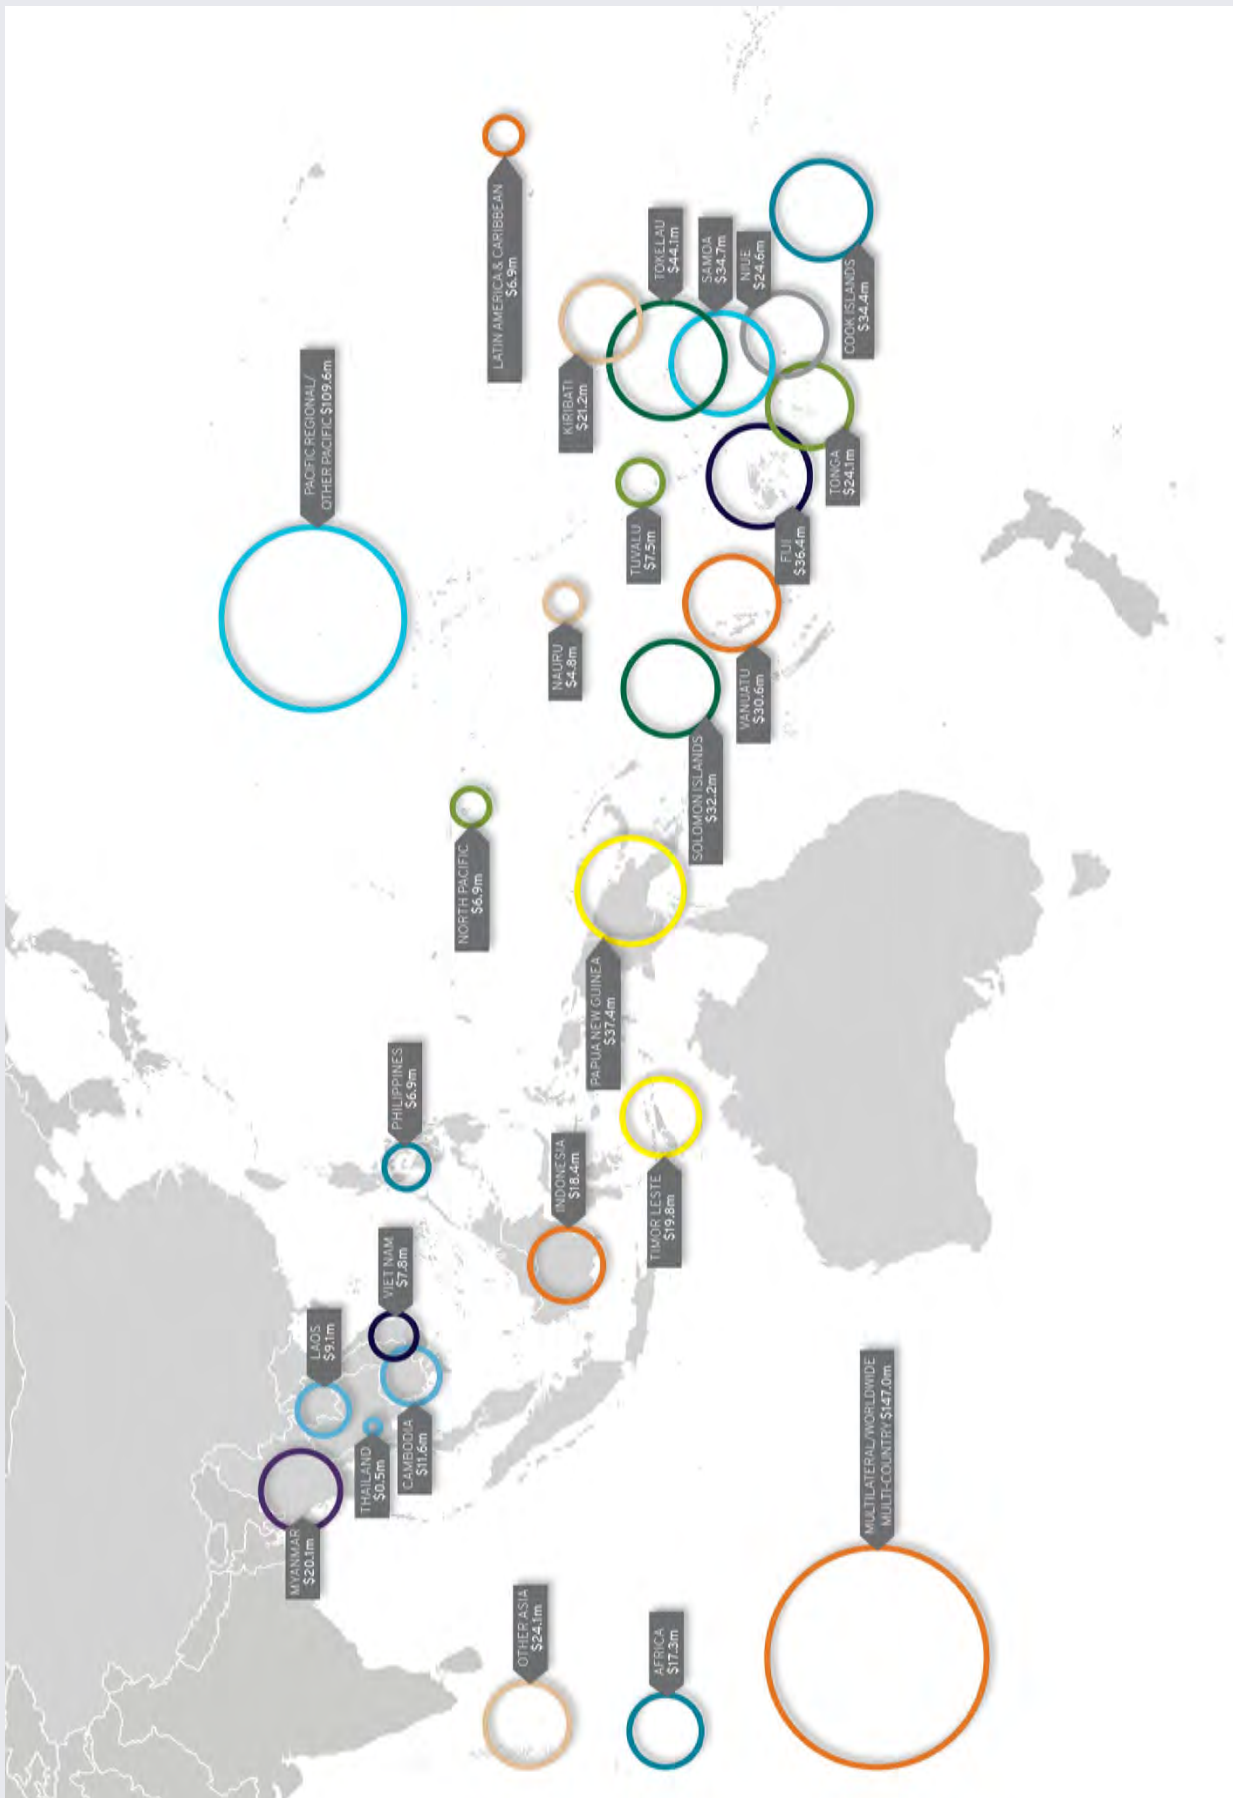 MYANMAR
$20.1m
LAOS
$9.1m
THAILAND
$0.5m
CAMBODIA
$11.6m
VIET NAM
$7.8m
PHILIPPINES
$6.9m
PACIFIC REGIONAL/
OTHER PACIFIC $109.6m
NORTH PACIFIC
$6.9m
LATIN AMERICA & CARIBBEAN
$6.9m
OTHER ASIA
$24.1m
INDONESIA
$18.4m
NAURU
$4.8m
KIRIBATI
$21.2m
PAPUA NEW GUINEA
$37.4m
TUVALU
$7.5m
TOKELAU
$44.1m
AFRICA
$17.3m
TIMOR LESTE
$19.8m
SOLOMON ISLANDS
$32.2m
SAMOA
$34.7m
VANUATU
$30.6m
NIUE
$24.6m
FIJI
$36.4m
TONGA
$24.1m
COOK ISLANDS
$34.4m
MULTILATERAL/WORLDWIDE
MULTI-COUNTRY $147.0m